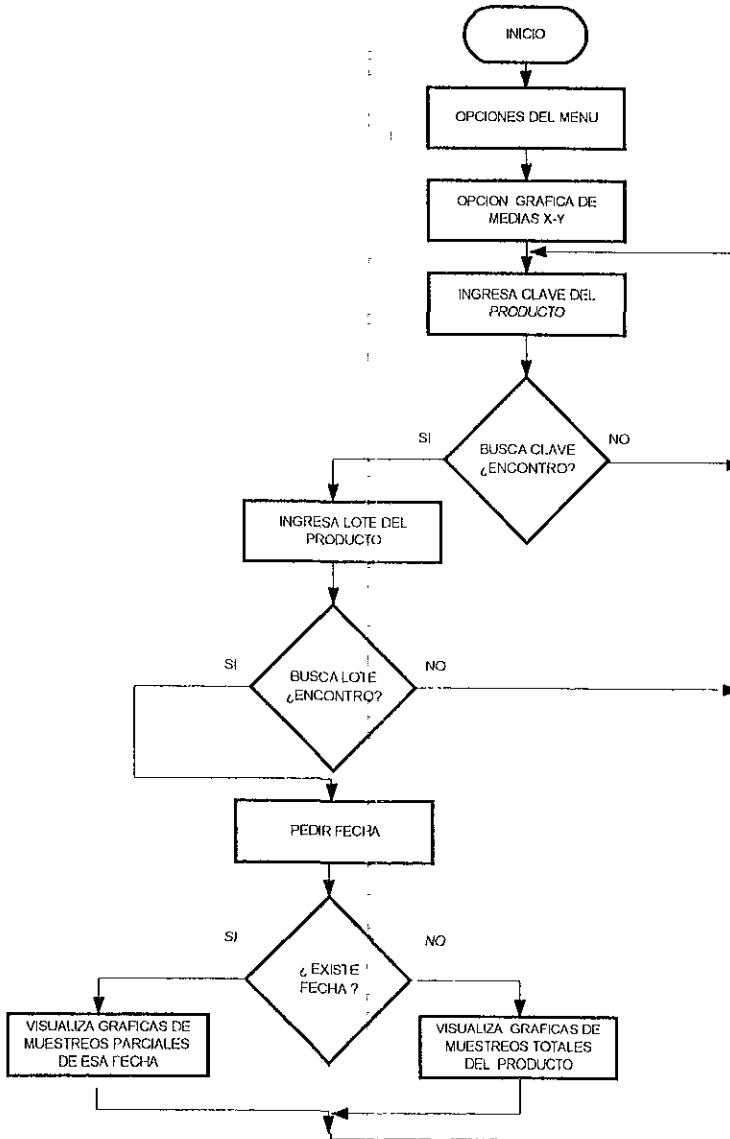 INICIO
OPCIONES DEL MENU
OPCION GRAFICA DE
MEDIAS X-Y
INGRESA CLAVE DEL
PRODUCTO
SI
BUSCA CLAVE
¿ENCONTRO?
NO
INGRESA LOTE DEL
PRODUCTO
SI
BUSCA LOTE
¿ENCONTRO?
NO
PEDIR FECHA
SI
¿ EXISTE
FECHA ?
NO
VISUALIZA GRAFICAS DE
MUESTREOS PARCIALES
DE ESA FECHA
VISUALIZA GRAFICAS DE
MUESTREOS TOTALES
DEL PRODUCTO